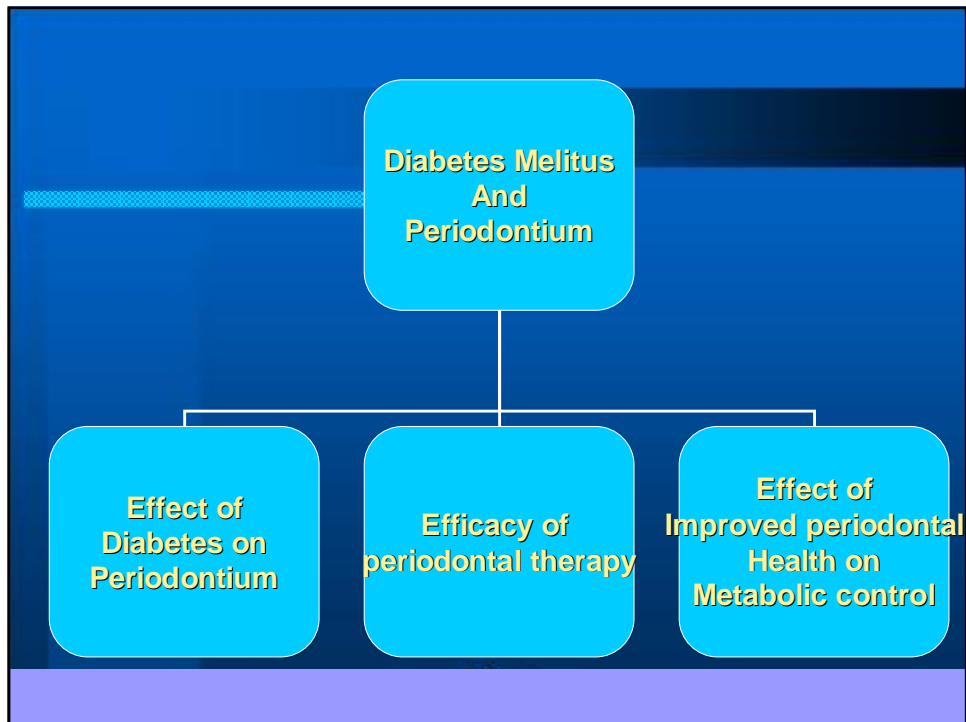 Diabetes Melitus
And
Periodontium
Effect of
Diabetes on
Periodontium
Efficacy of
periodontal therapy
Effect of
Improved periodontal
Health on
Metabolic control